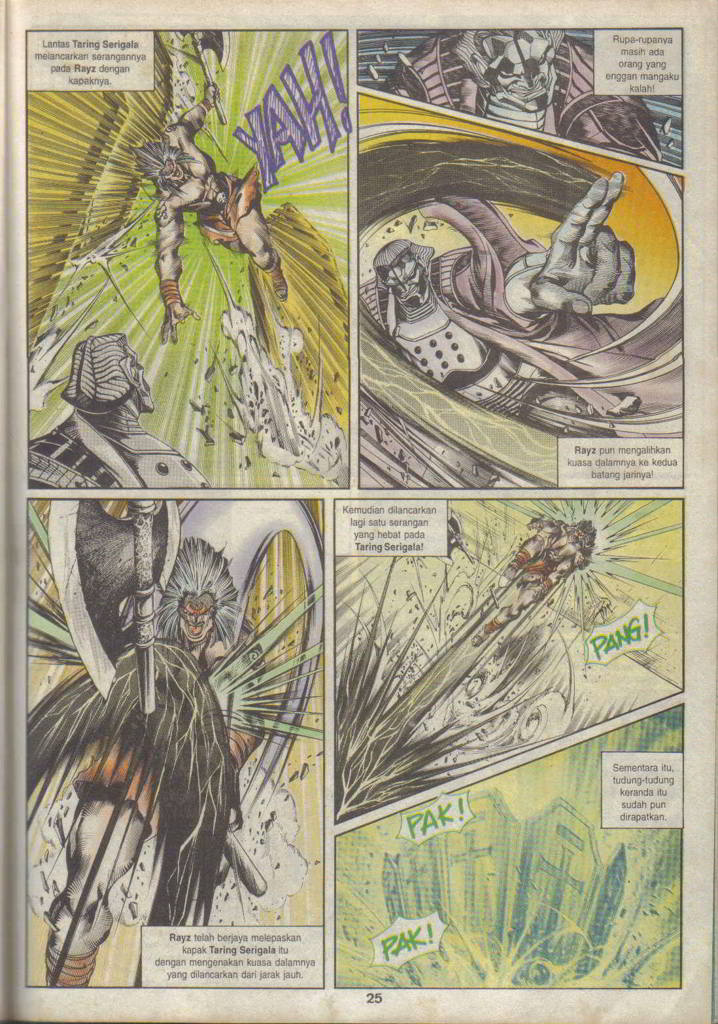 Lantas Taring Serigala
melancarkan serangannya
pada Rayz dengan
kapaknya.
YAH!
Rupa-rupanya
masih ada
orang yang
enggan mangaku
kalah!
Rayz pun mengalihkan
kuasa dalamnya ke kedua
batang jarinya!
Rayz telah berjaya melepaskan
kapak Taring Serigala itu
dengan mengenakan kuasa dalamnya
yang dilancarkan dari jarak jauh.
Kemudian dilancarkan
lagi satu serangan
yang hebat pada
Taring Serigala!
PANG!
Sementara itu,
tudung-tudung
keranda itu
sudah pun
dirapatkan.
PAK!
PAK!
25